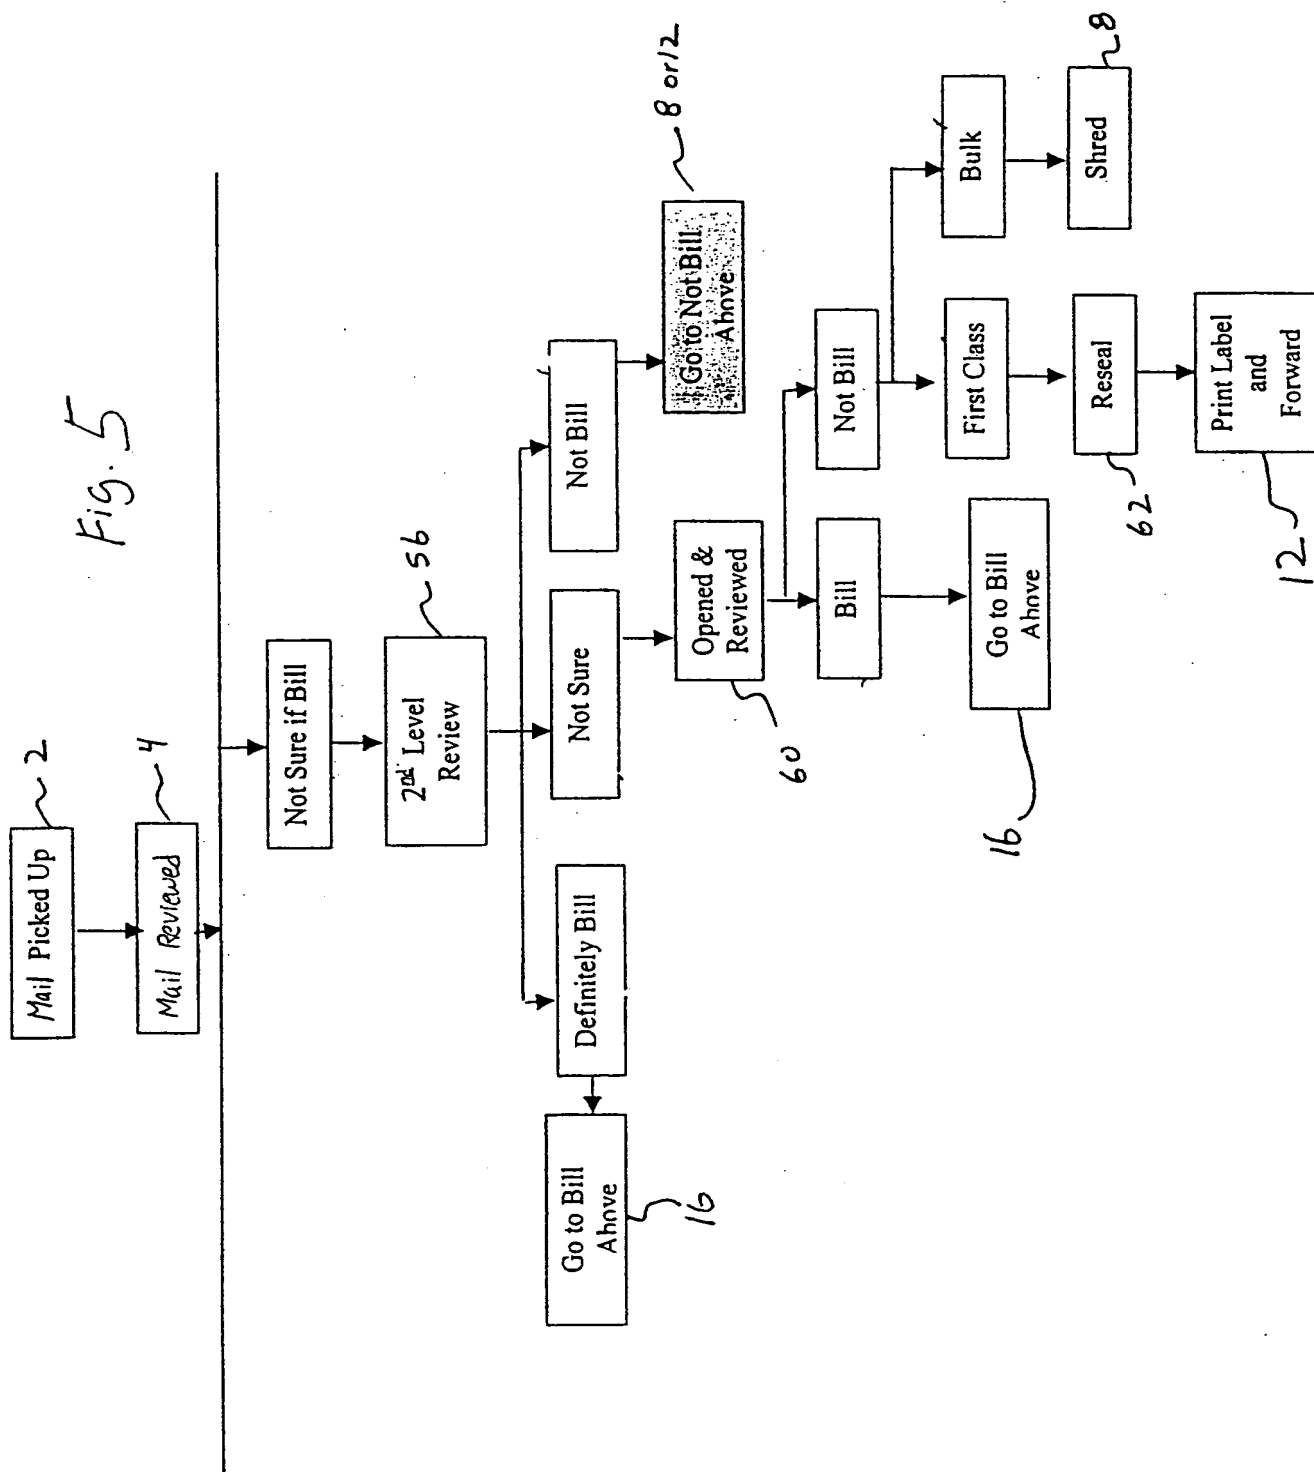 Fig. 5
Mail Picked Up
2
Mail Reviewed
4
Not Sure if Bill
2nd Level
Review
56
Definitely Bill
Not Sure
Not Bill
Go to Bill
Above
16
Opened &
Reviewed
60
Go to Not Bill
Above
8 or 12
Bill
Not Bill
Go to Bill
Above
16
First Class
Bulk
Reseal
62
Shred
8
Print Label
and
Forward
12